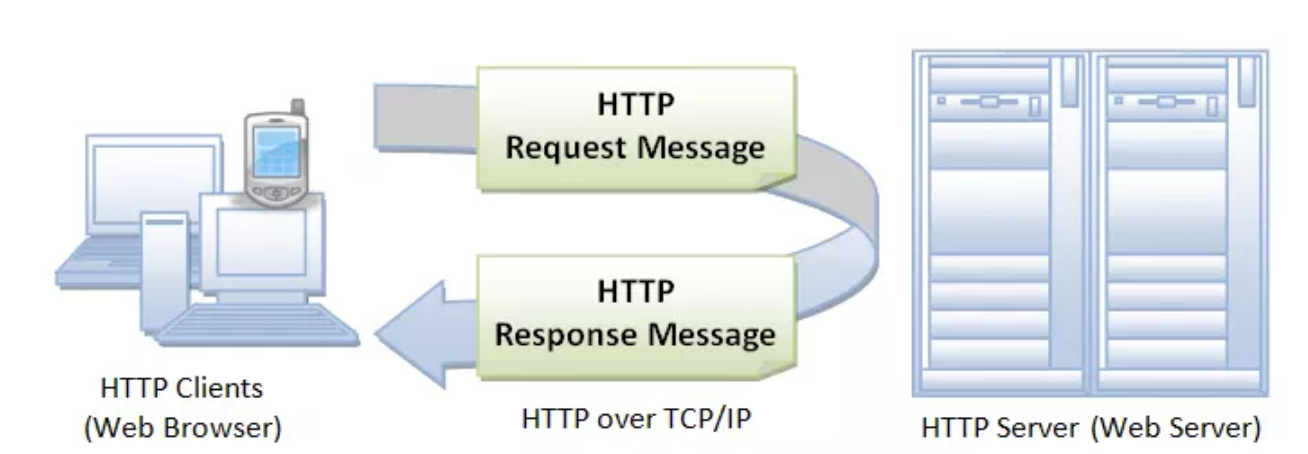 HTTP
Request Message
HTTP
Response Message
HTTP Clients
(Web Browser)
HTTP over TCP/IP
HTTP Server (Web Server)